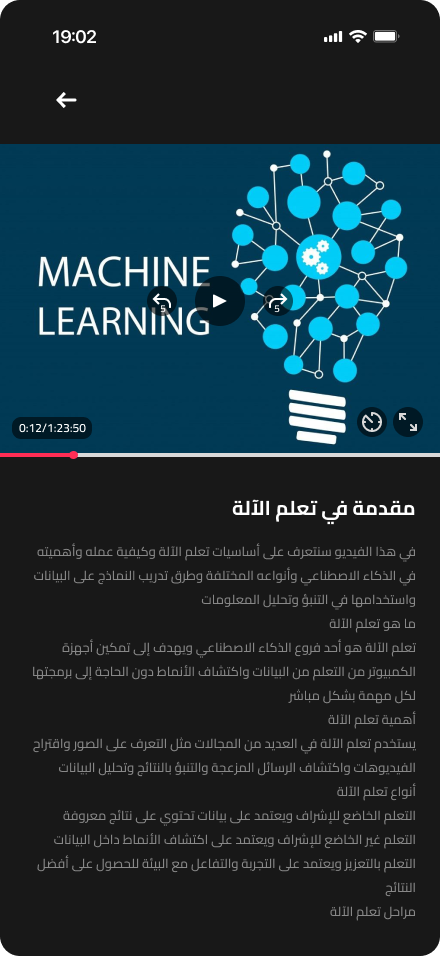 19:02
MACHINE
LEARNING
5
5
0:12/1:23:50
مقدمة في تعلم الآلة
في هذا الفيديو سنتعرف على أساسيات تعلم الآلة وكيفية عمله وأهميته
في الذكاء الاصطناعي وأنواعه المختلفة وطرق تدريب النماذج على البيانات
واستخدامها في التنبؤ وتحليل المعلومات
ما هو تعلم الآلة
تعلم الآلة هو أحد فروع الذكاء الاصطناعي ويهدف إلى تمكين أجهزة
الكمبيوتر من التعلم من البيانات واكتشاف الأنماط دون الحاجة إلى برمجتها
لكل مهمة بشكل مباشر
أهمية تعلم الآلة
يستخدم تعلم الآلة في العديد من المجالات مثل التعرف على الصور واقتراح
الفيديوهات واكتشاف الرسائل المزعجة والتنبؤ بالنتائج وتحليل البيانات
أنواع تعلم الآلة
التعلم الخاضع للإشراف ويعتمد على بيانات تحتوي على نتائج معروفة
التعلم غير الخاضع للإشراف ويعتمد على اكتشاف الأنماط داخل البيانات
التعلم بالتعزيز ويعتمد على التجربة والتفاعل مع البيئة للحصول على أفضل
النتائج
مراحل تعلم الآلة